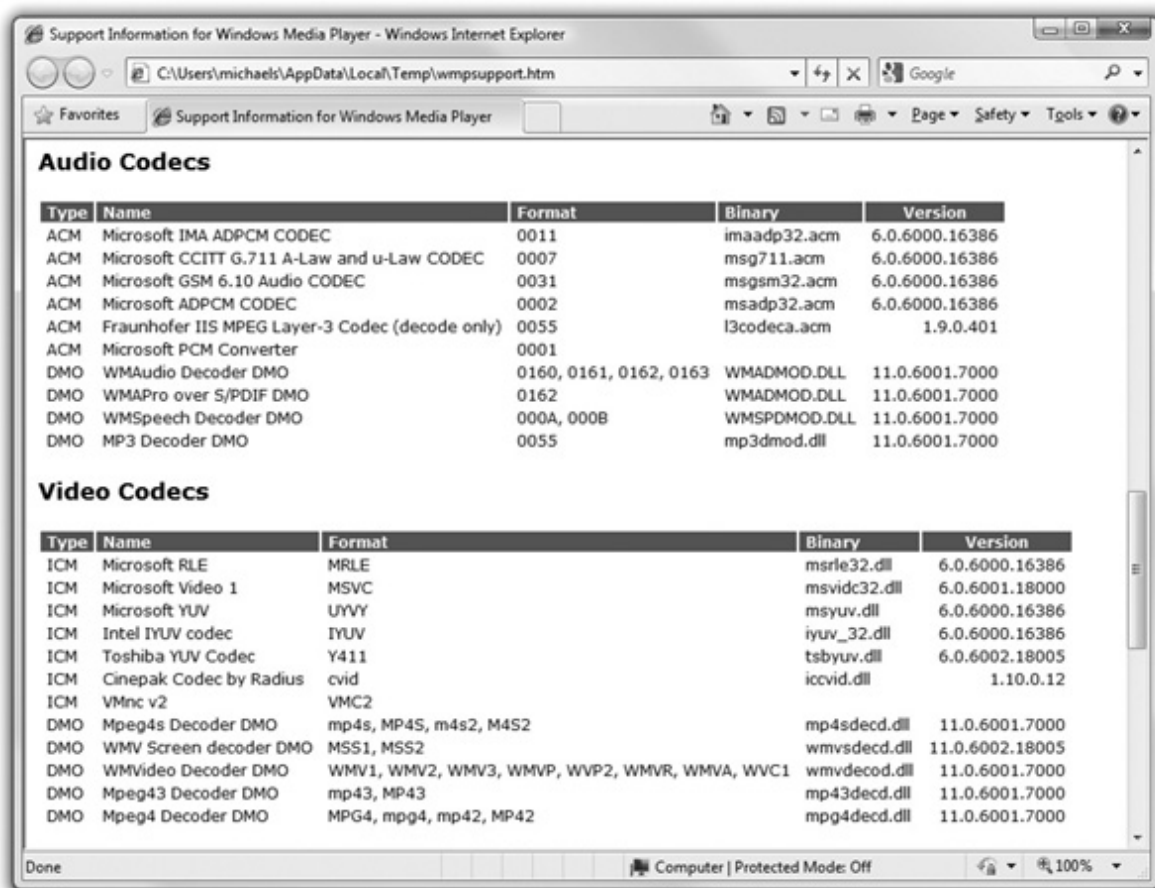 Support Information for Windows Media Player - Windows Internet Explorer
C:\Users\michaels\AppData\Local\Temp\wmpsupport.htm Google
Favorites Support Information for Windows Media Player Page Safety Tools
Audio Codecs
Type Name Format Binary Version
ACM Microsoft IMA ADPCM CODEC 0011 imaadp32.acm 6.0.6000.16386
ACM Microsoft CCITT G.711 A-Law and u-Law CODEC 0007 msg711.acm 6.0.6000.16386
ACM Microsoft GSM 6.10 Audio CODEC 0031 msgsm32.acm 6.0.6000.16386
ACM Microsoft ADPCM CODEC 0002 msadp32.acm 6.0.6000.16386
ACM Fraunhofer IIS MPEG Layer-3 Codec (decode only) 0055 l3codeca.acm 1.9.0.401
ACM Microsoft PCM Converter 0001
DMO WMAudio Decoder DMO 0160, 0161, 0162, 0163 WMADMOD.DLL 11.0.6001.7000
DMO WMAPro over S/PDIF DMO 0162 WMADMOD.DLL 11.0.6001.7000
DMO WMSpeech Decoder DMO 000A, 000B WMSPDMOD.DLL 11.0.6001.7000
DMO MP3 Decoder DMO 0055 mp3dmod.dll 11.0.6001.7000
Video Codecs
Type Name Format Binary Version
ICM Microsoft RLE MRLE msrle32.dll 6.0.6000.16386
ICM Microsoft Video 1 MSVC msvidc32.dll 6.0.6001.18000
ICM Microsoft YUV UYVY msyuv.dll 6.0.6000.16386
ICM Intel IYUV codec IYUV iyuv_32.dll 6.0.6000.16386
ICM Toshiba YUV Codec Y411 tsbyuv.dll 6.0.6002.18005
ICM Cinepak Codec by Radius cvid iccvid.dll 1.10.0.12
ICM VMnc v2 VMC2
DMO Mpeg4s Decoder DMO mp4s, MP4S, m4s2, M4S2 mp4sdecd.dll 11.0.6001.7000
DMO WMV Screen decoder DMO MSS1, MSS2 wmvsdecd.dll 11.0.6002.18005
DMO WMVideo Decoder DMO WMV1, WMV2, WMV3, WMVP, WVP2, WMVR, WMVA, WVC1 wmvdecod.dll 11.0.6001.7000
DMO Mpeg43 Decoder DMO mp43, MP43 mp43decd.dll 11.0.6001.7000
DMO Mpeg4 Decoder DMO MPG4, mpg4, mp42, MP42 mpg4decd.dll 11.0.6001.7000
Done Computer | Protected Mode: Off 100%